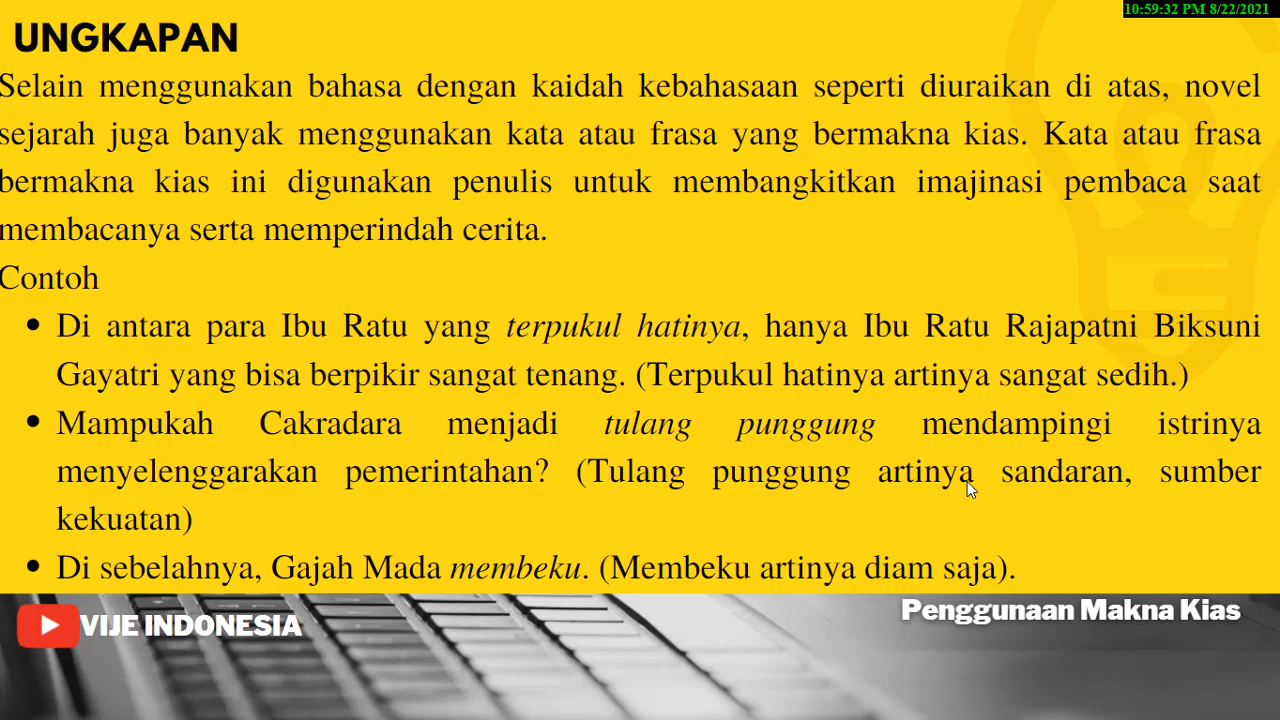 10:59:32 PM 8/22/2021
UNGKAPAN
Selain menggunakan bahasa dengan kaidah kebahasaan seperti diuraikan di atas, novel
sejarah juga banyak menggunakan kata atau frasa yang bermakna kias. Kata atau frasa
bermakna kias ini digunakan penulis untuk membangkitkan imajinasi pembaca saat
membacanya serta memperindah cerita.
Contoh
• Di antara para Ibu Ratu yang terpukul hatinya, hanya Ibu Ratu Rajapatni Biksuni
Gayatri yang bisa berpikir sangat tenang. (Terpukul hatinya artinya sangat sedih.)
• Mampukah Cakradara menjadi tulang punggung mendampingi istrinya
menyelenggarakan pemerintahan? (Tulang punggung artinya sandaran, sumber
kekuatan)
• Di sebelahnya, Gajah Mada membeku. (Membeku artinya diam saja).
Penggunaan Makna Kias
VIJE INDONESIA